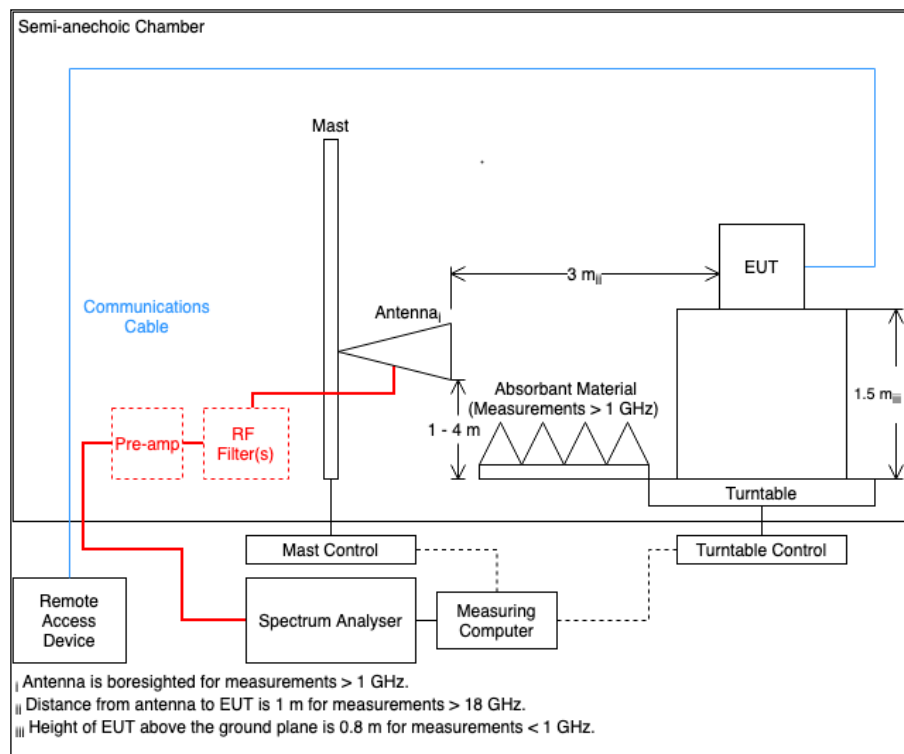 Semi-anechoic Chamber
Mast
EUT
3 mii
Communications
Cable
Antennai
Absorbant Material
(Measurements > 1 GHz)
1.5 miii
1 - 4 m
Pre-amp
RF
Filter(s)
Turntable
Mast Control
Turntable Control
Remote
Access
Device
Spectrum Analyser
Measuring
Computer
i Antenna is boresighted for measurements > 1 GHz.
ii Distance from antenna to EUT is 1 m for measurements > 18 GHz.
iii Height of EUT above the ground plane is 0.8 m for measurements < 1 GHz.